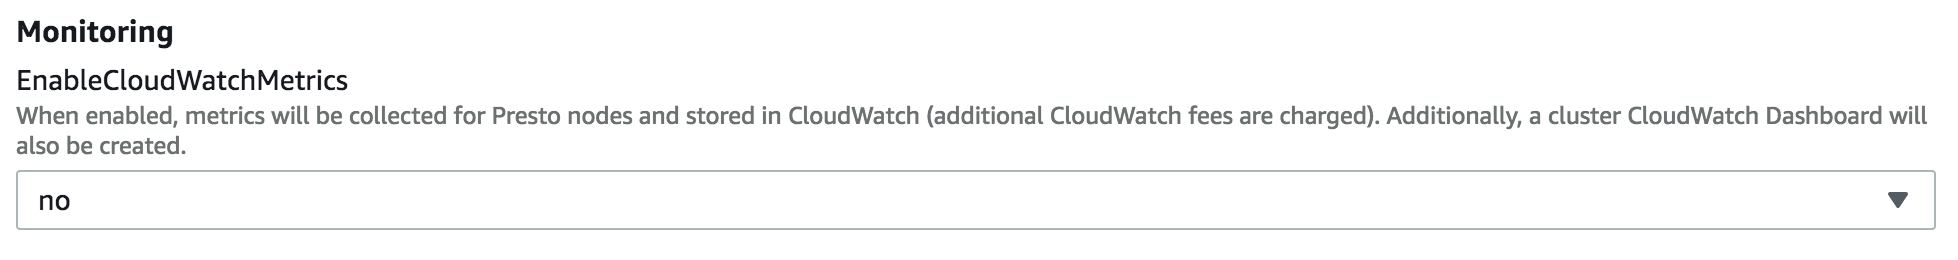 Monitoring
EnableCloudWatchMetrics
When enabled, metrics will be collected for Presto nodes and stored in CloudWatch (additional CloudWatch fees are charged). Additionally, a cluster CloudWatch Dashboard will
also be created.
no